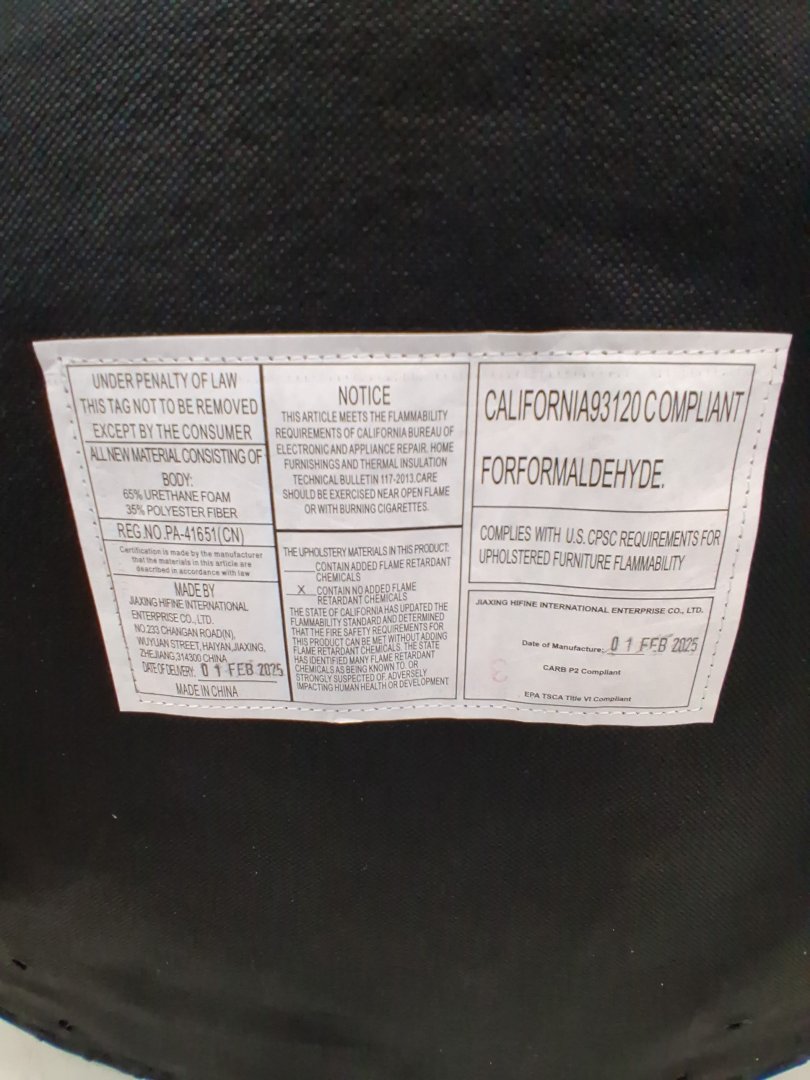 UNDER PENALTY OF LAW
THIS TAG NOT TO BE REMOVED
EXCEPT BY THE CONSUMER
ALL NEW MATERIAL CONSISTING OF
BODY:
65% URETHANE FOAM
35% POLYESTER FIBER
REG.NO.PA-41651(CN)
Certification is made by the manufacturer
that the materials in this article are
deacribed in accordance with law
MADE BY
JIAXING HIFINE INTERNATIONAL
ENTERPRISE CO., LTD.
NO.233 CHANGAN ROAD(N),
WUYUAN STREET, HAIYAN, JIAXING,
ZHEJIANG,314300 CHINA
DATE OF DELIVERY: 01 FEB 2025
MADE IN CHINA
NOTICE
THIS ARTICLE MEETS THE FLAMMABILITY
REQUIREMENTS OF CALIFORNIA BUREAU OF
ELECTRONIC AND APPLIANCE REPAIR. HOME
FURNISHINGS AND THERMAL INSULATION
TECHNICAL BULLETIN 117-2013.CARE
SHOULD BE EXERCISED NEAR OPEN FLAME
OR WITH BURNING CIGARETTES.
THE UPHOLSTERY MATERIALS IN THIS PRODUCT:
____CONTAIN ADDED FLAME RETARDANT
CHEMICALS
X CONTAIN NO ADDED FLAME
RETARDANT CHEMICALS
THE STATE OF CALIFORNIA HAS UPDATED THE
FLAMMABILITY STANDARD AND DETERMINED
THAT THE FIRE SAFETY REQUIREMENTS FOR
THIS PRODUCT CAN BE MET WITHOUT ADDING
FLAME RETARDANT CHEMICALS. THE STATE
HAS IDENTIFIED MANY FLAME RETARDANT
CHEMICALS AS BEING KNOWN TO. OR
STRONGLY SUSPECTED OF. ADVERSELY
IMPACTING HUMAN HEALTH OR DEVELOPMENT
CALIFORNIA93120 COMPLIANT
FORFORMALDEHYDE.
COMPLIES WITH U.S. CPSC REQUIREMENTS FOR
UPHOLSTERED FURNITURE FLAMMABILITY
JIAXING HIFINE INTERNATIONAL ENTERPRISE CO., LTD.
Date of Manufacture: 01 FEB 2025
CARB P2 Compliant
EPA TSCA Title VI Compliant